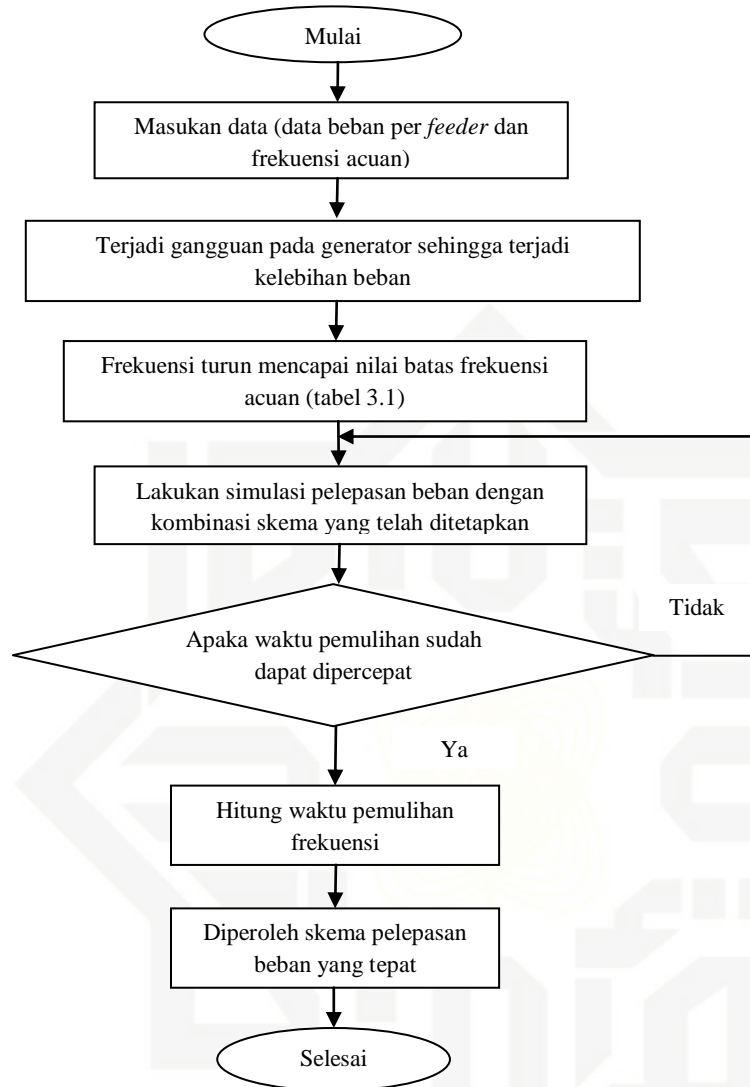 Mulai
Masukan data (data beban per feeder dan
frekuensi acuan)
Terjadi gangguan pada generator sehingga terjadi
kelebihan beban
Frekuensi turun mencapai nilai batas frekuensi
acuan (tabel 3.1)
Lakukan simulasi pelepasan beban dengan
kombinasi skema yang telah ditetapkan
Tidak
Apaka waktu pemulihan sudah
dapat dipercepat
Ya
Hitung waktu pemulihan
frekuensi
Diperoleh skema pelepasan
beban yang tepat
Selesai